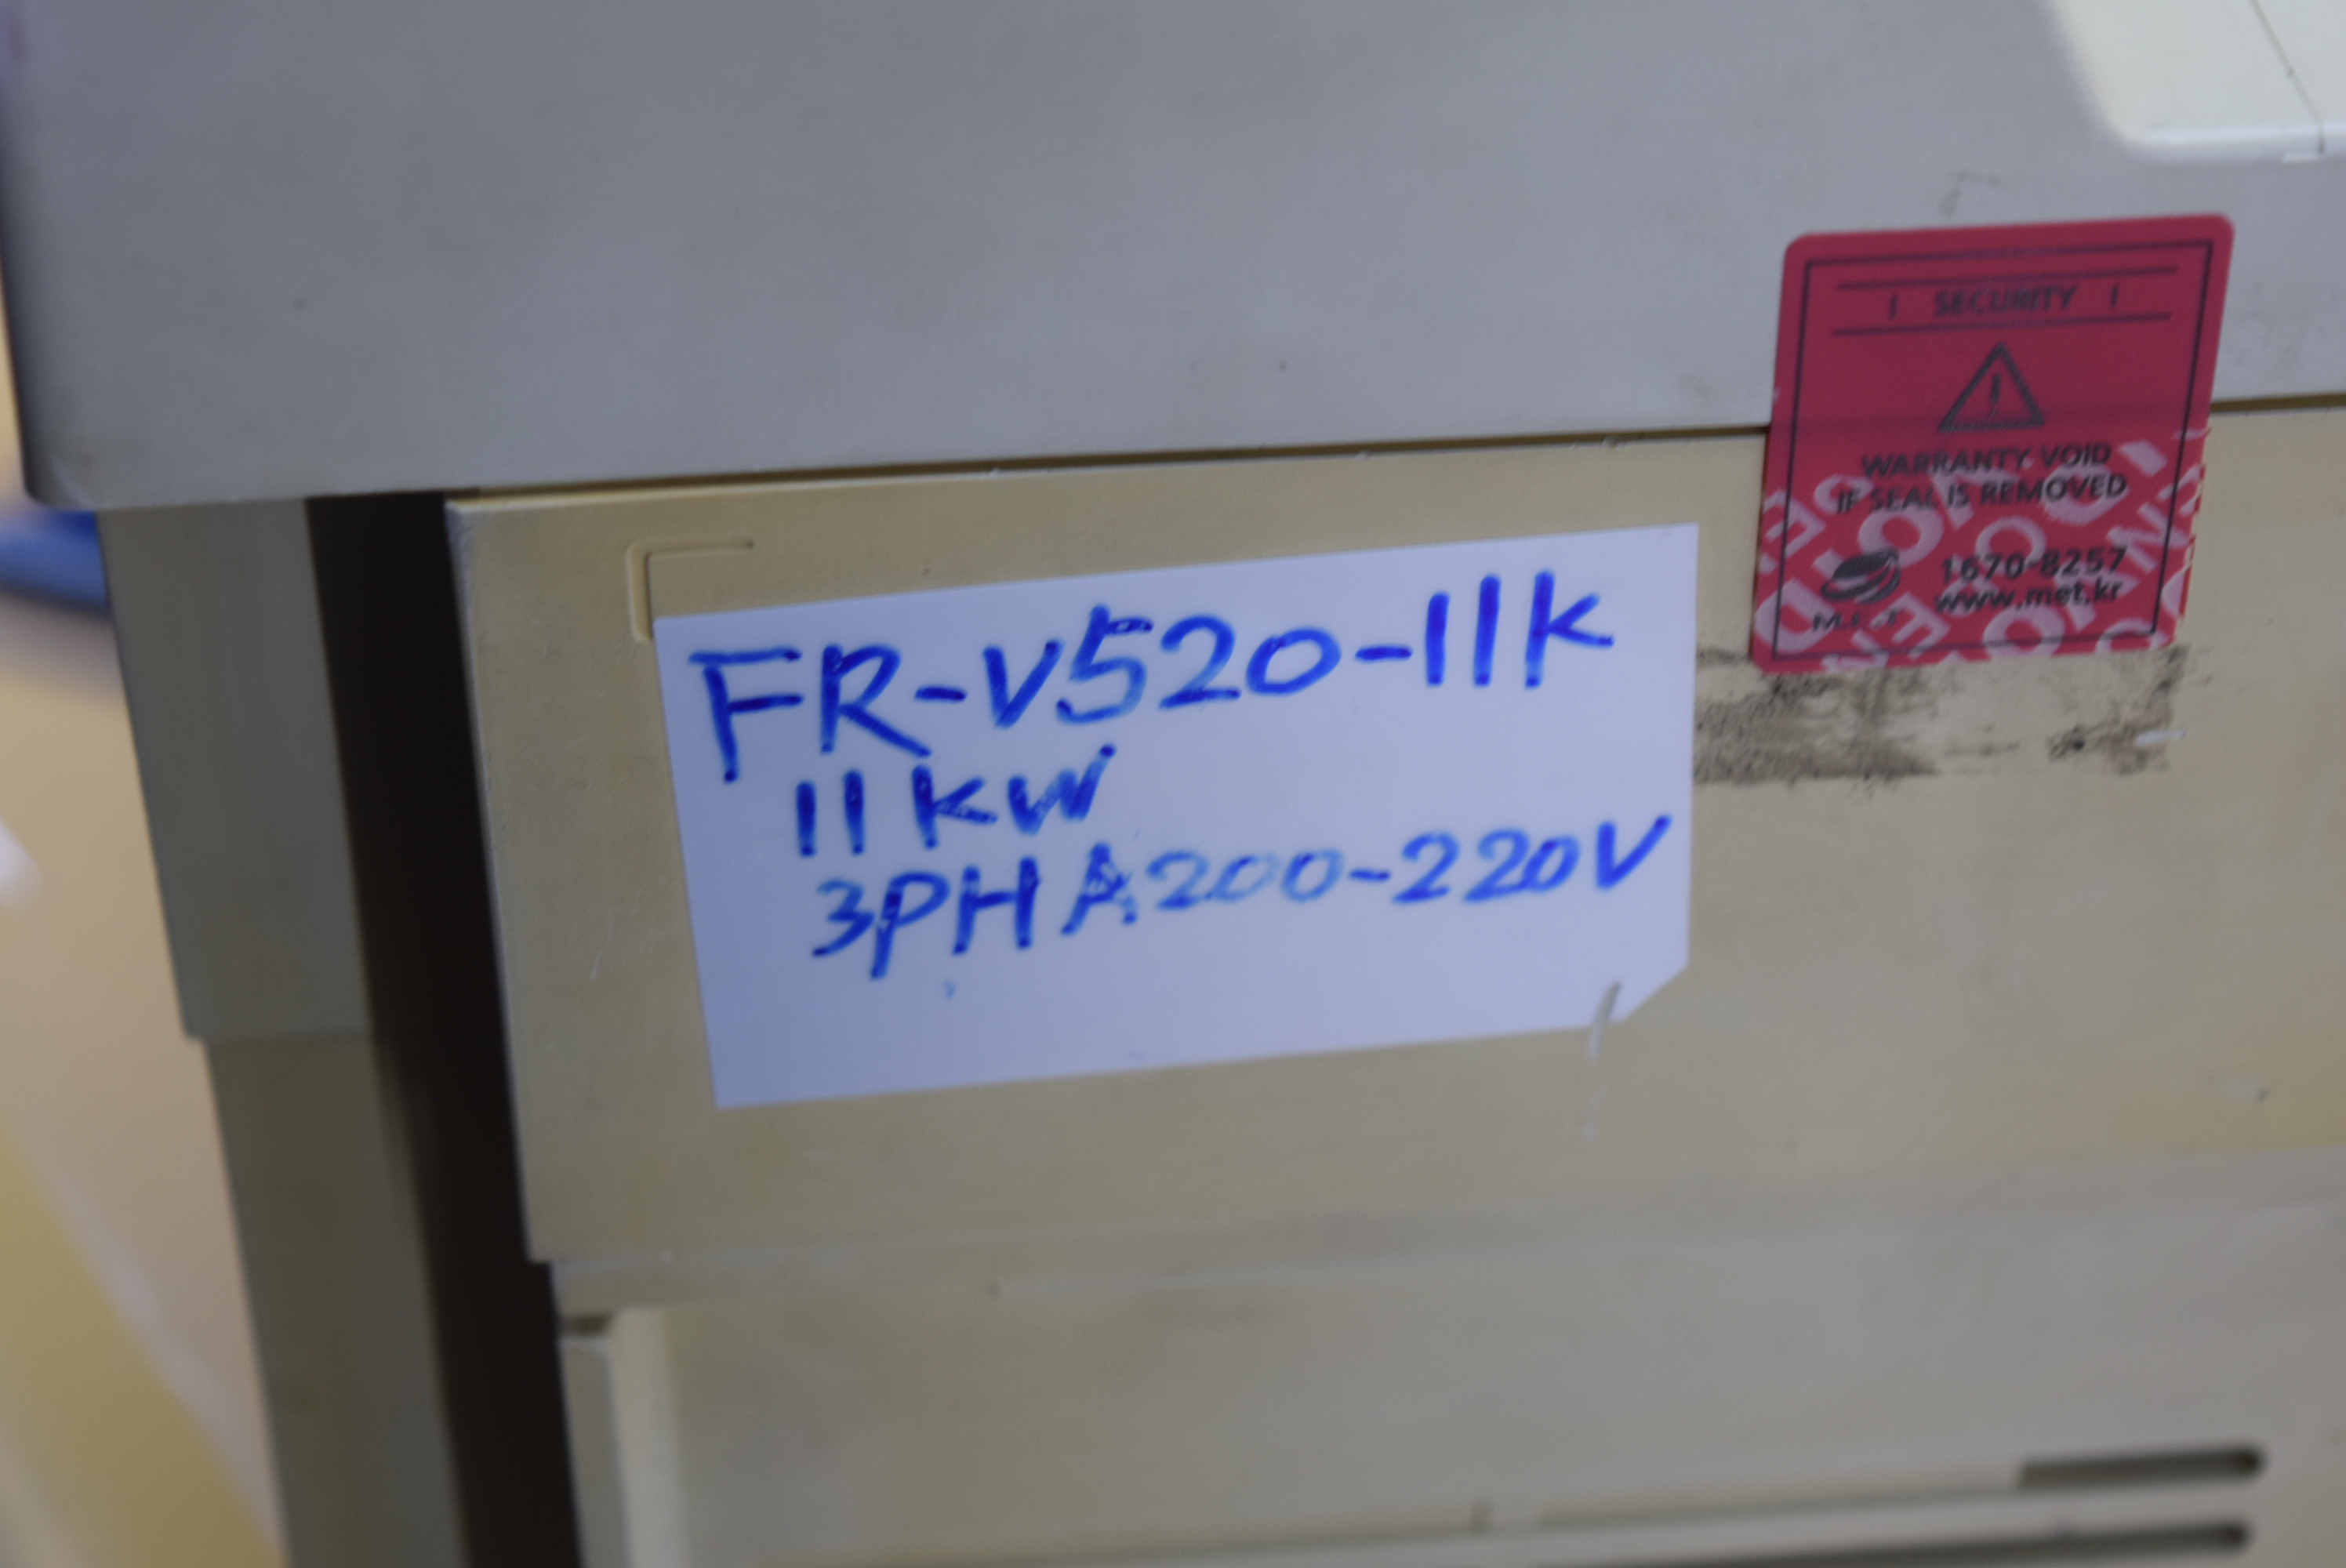 FR-V520-11K
11KW
3PH A200-220V
SECURITY
!
WARRANTY VOID
IF SEAL IS REMOVED
1670-8257
www.met.kr
M.E.T